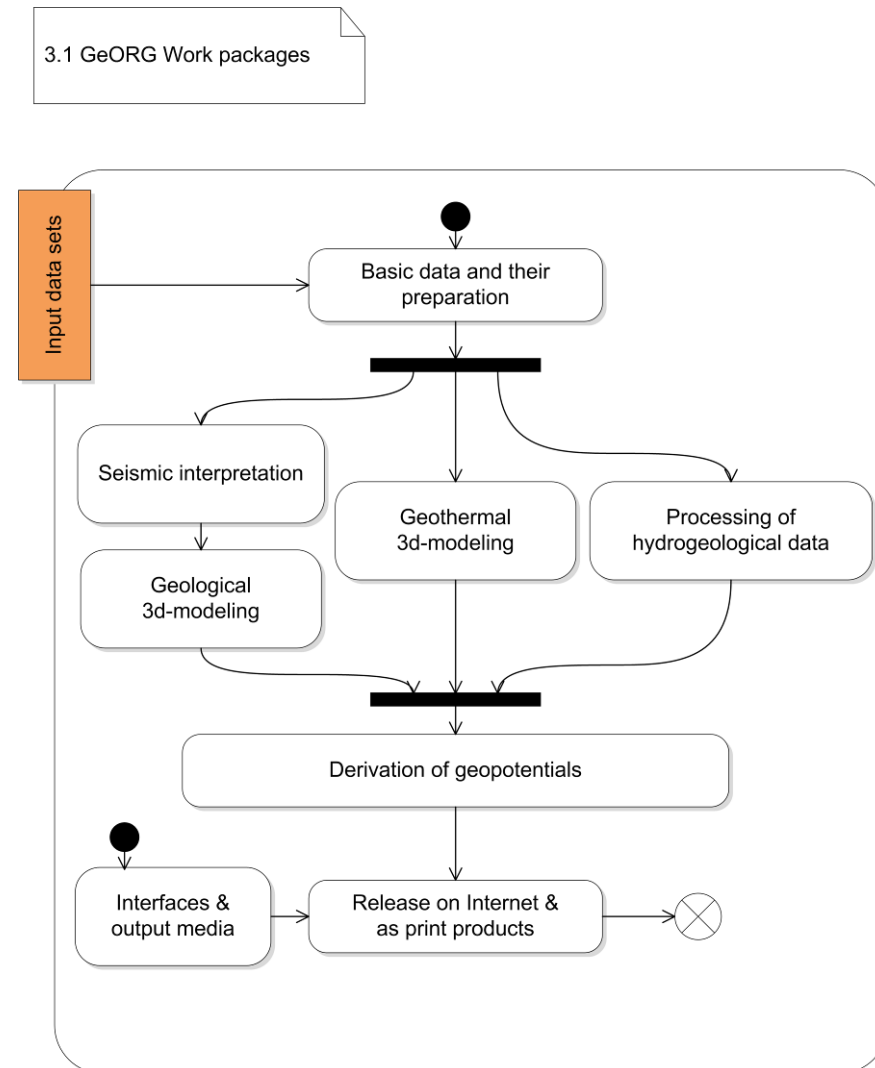 3.1 GeORG Work packages
Input data sets
Basic data and their
preparation
Seismic interpretation
Geothermal
3d-modeling
Processing of
hydrogeological data
Geological
3d-modeling
Derivation of geopotentials
Interfaces &
output media
Release on Internet &
as print products